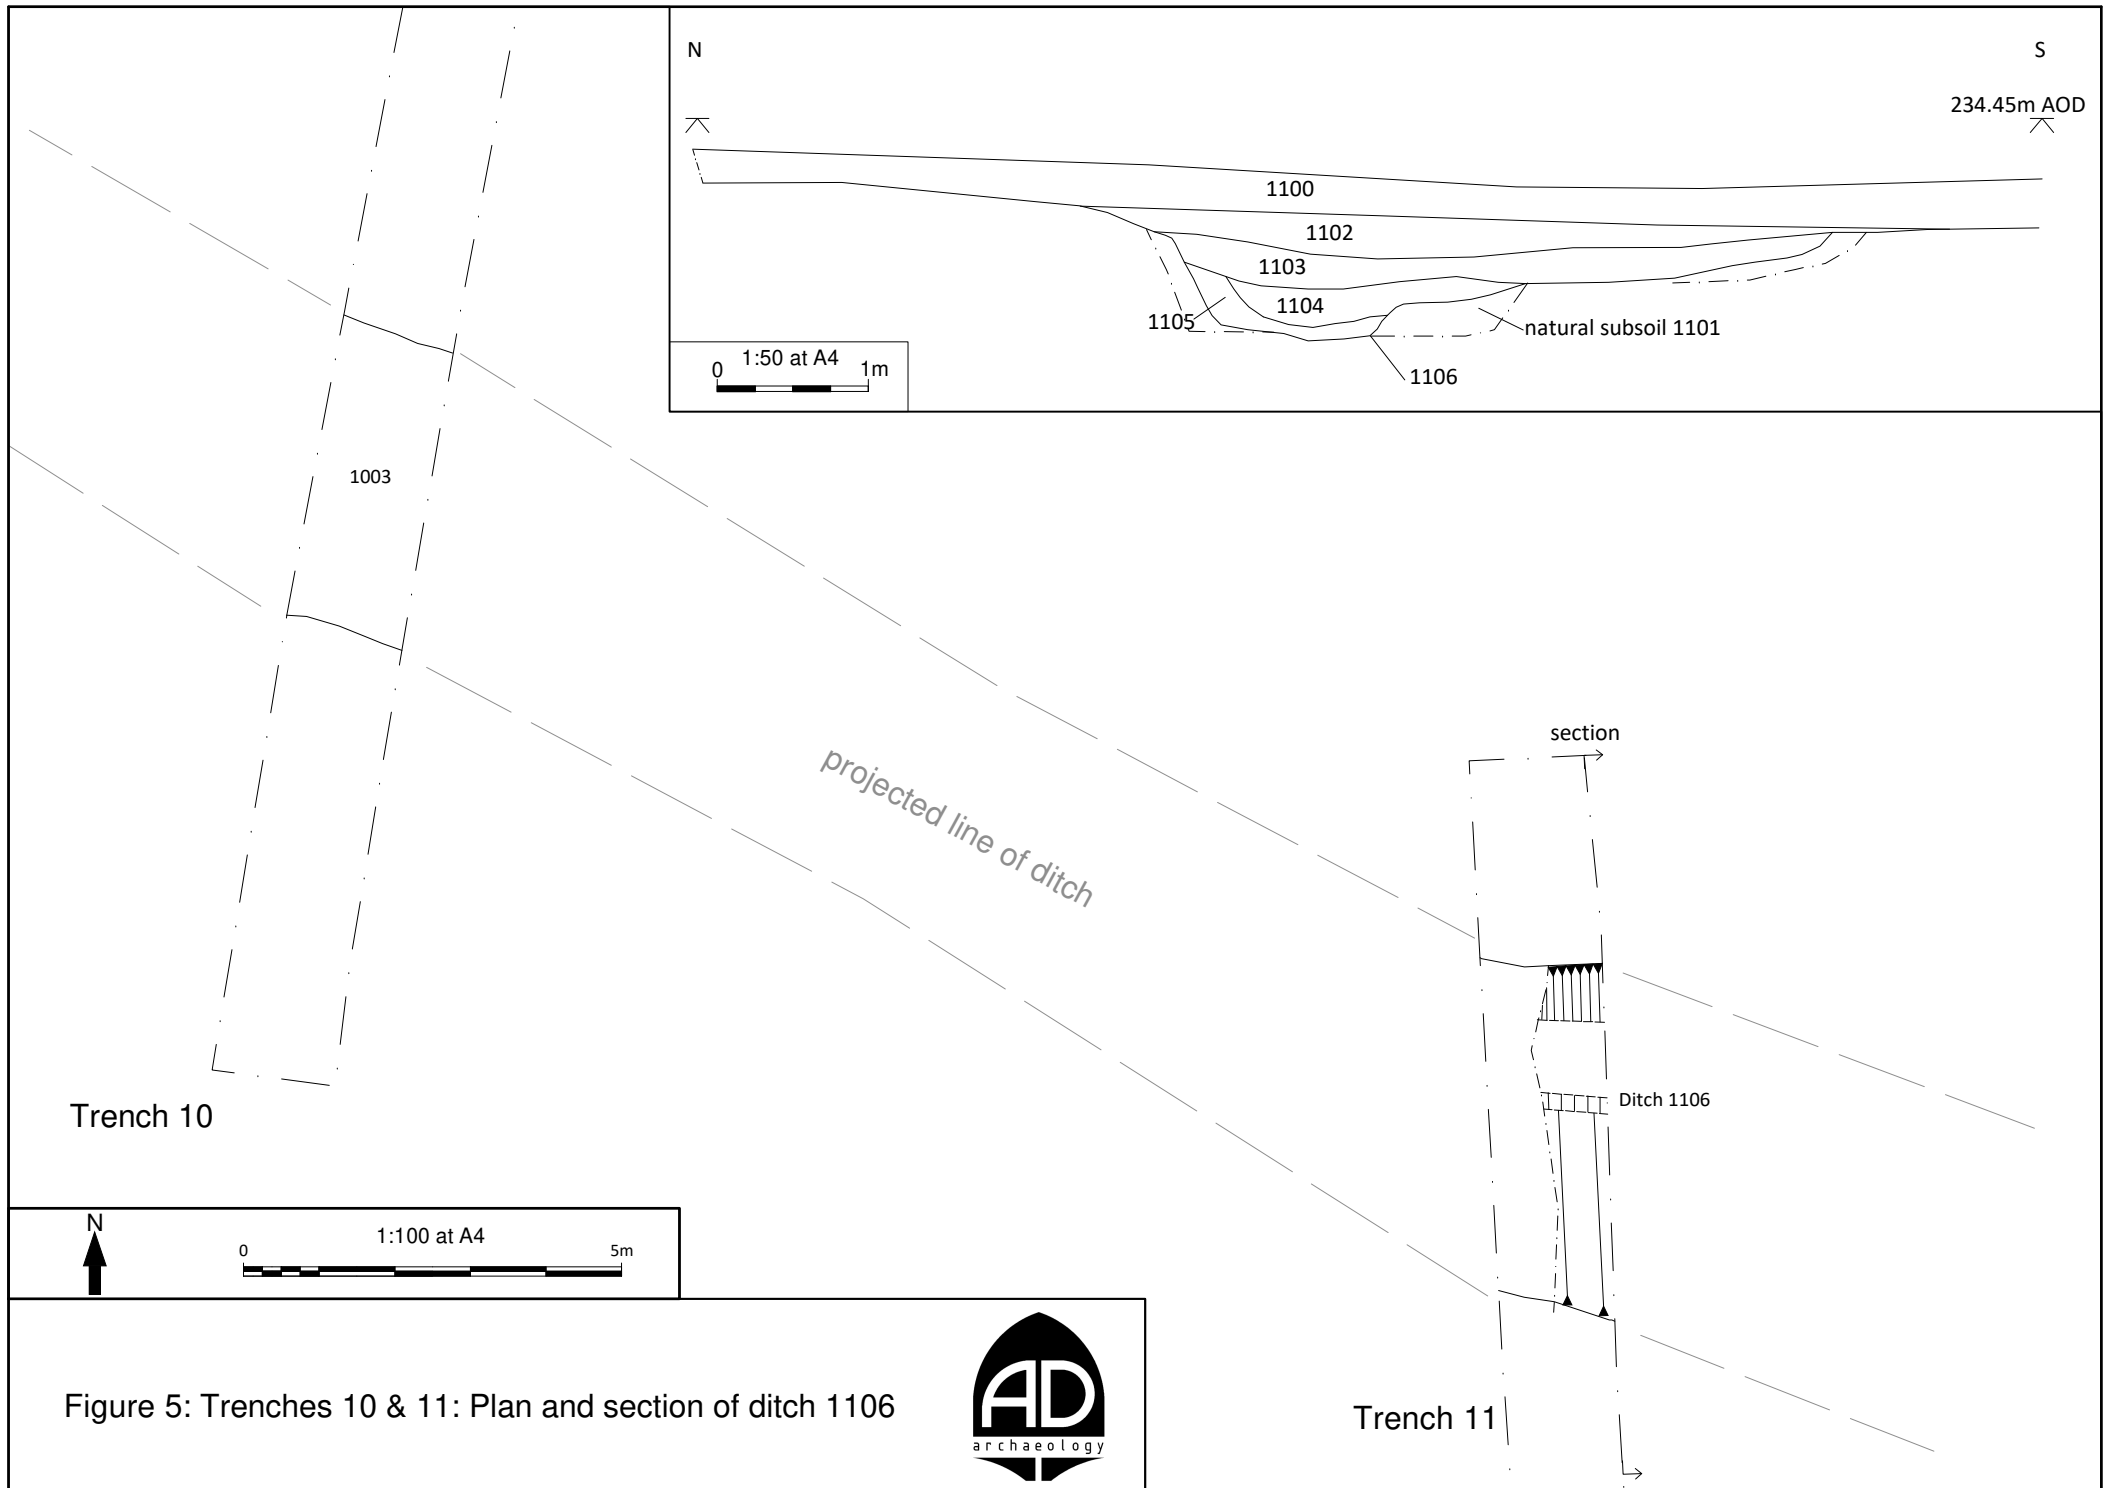 N
S
234.45m AOD
1100
1102
1103
1104
1105
natural subsoil 1101
1106
1:50 at A4
0 1m
1003
projected line of ditch
section
Ditch 1106
Trench 10
Trench 11
N
1:100 at A4
0 5m
Figure 5: Trenches 10 & 11: Plan and section of ditch 1106
AD
archaeology